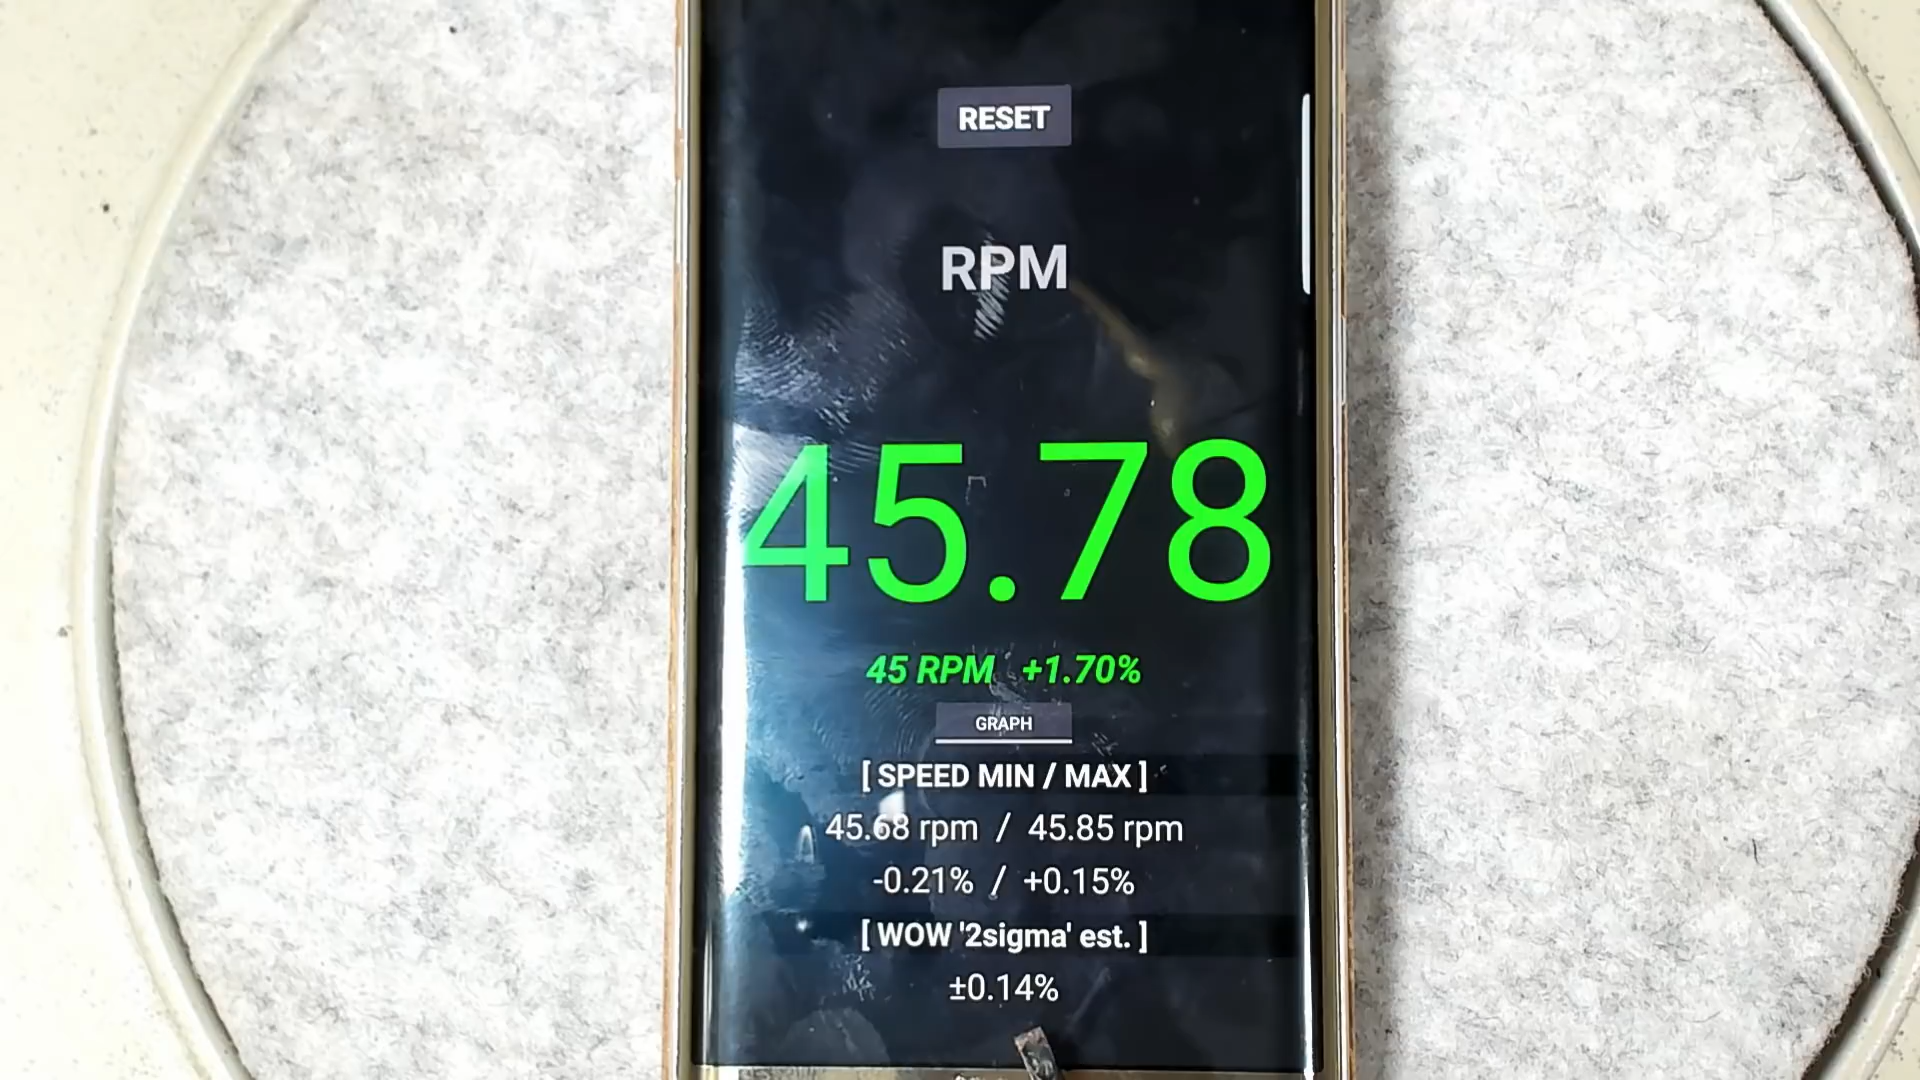 RESET
RPM
45.78
45 RPM +1.70%
GRAPH
[ SPEED MIN / MAX ]
45.68 rpm / 45.85 rpm
-0.21% / +0.15%
[ WOW '2sigma' est. ]
±0.14%